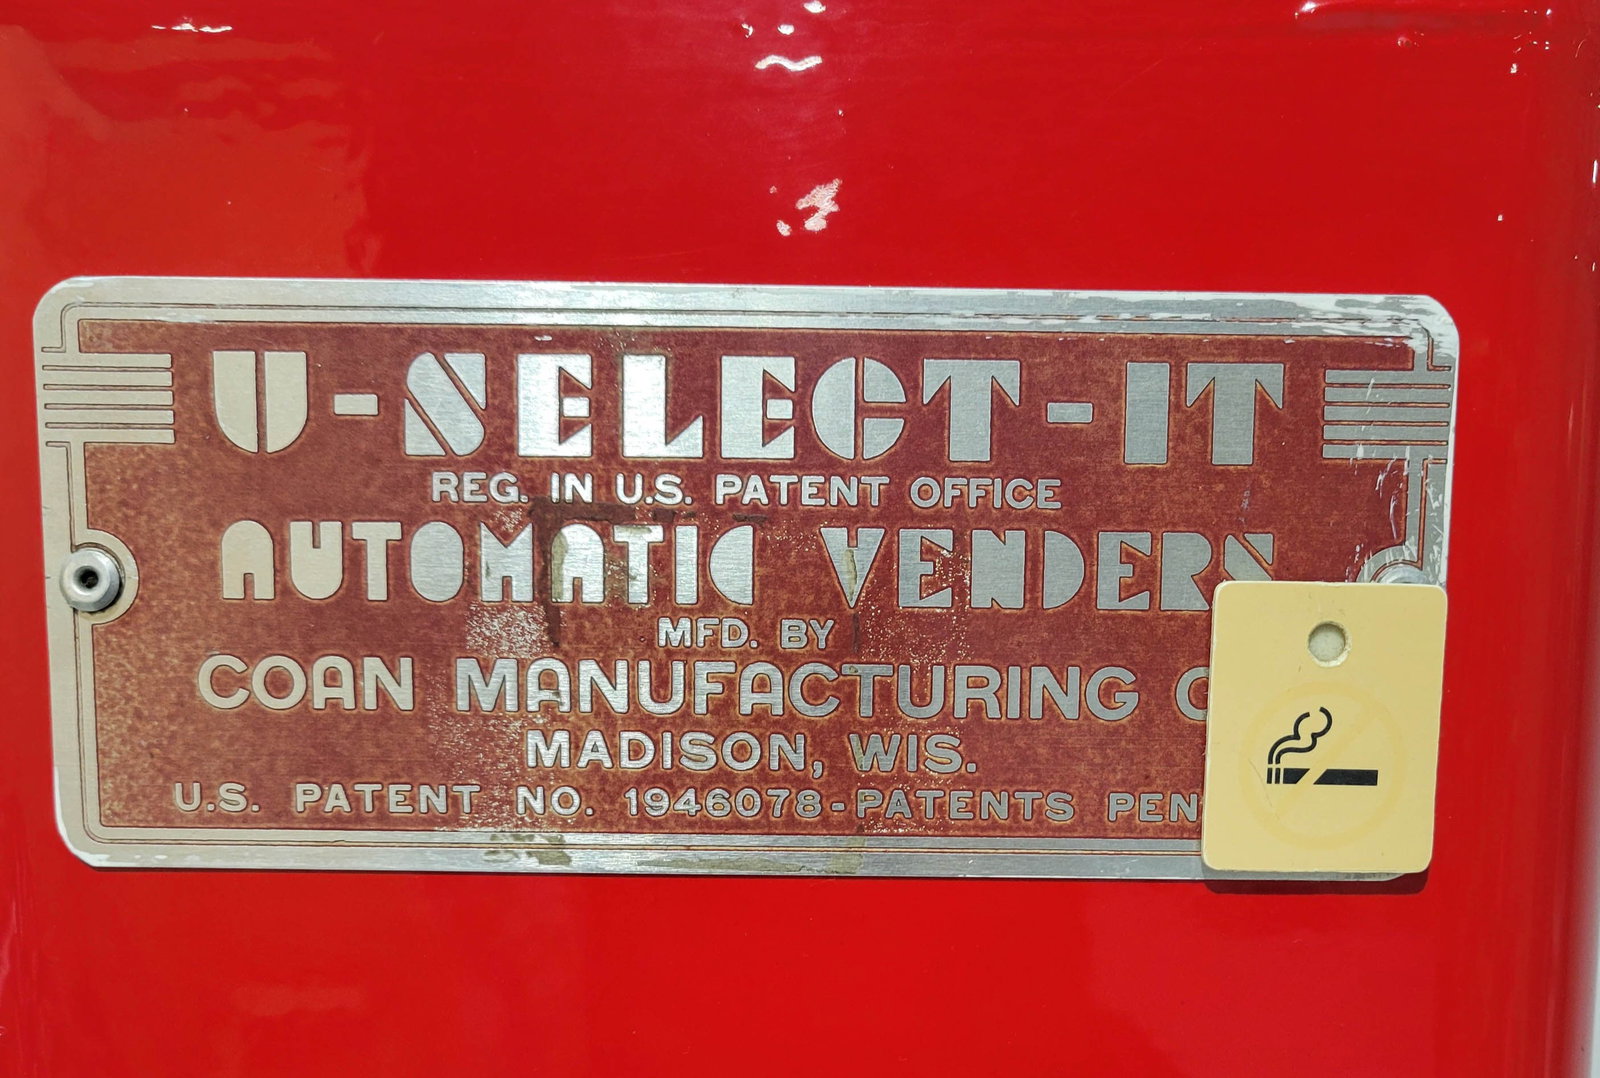 U-SELECT-IT
REG. IN U.S. PATENT OFFICE
AUTOMATIC VENDERS
MFD. BY
COAN MANUFACTURING
MADISON, WIS.
U.S. PATENT NO. 1946078-PATENTS